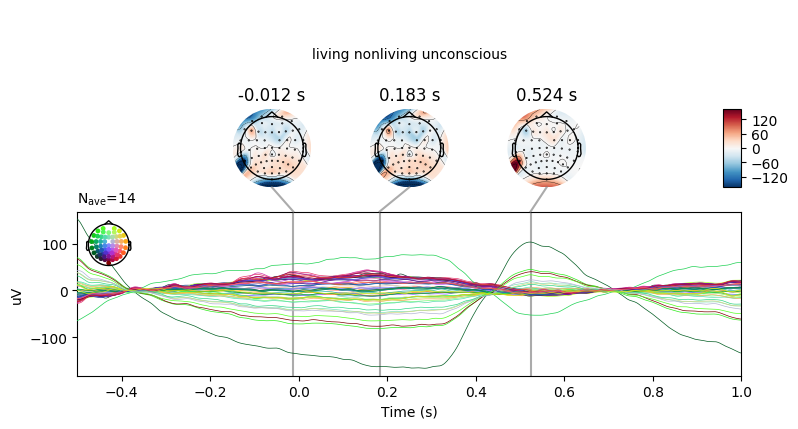 living nonliving unconscious
-0.012 s 0.183 s 0.524 s
120
60
0
−60
−120
Nave=14
100
0
−100
uV
−0.4 −0.2 0.0 0.2 0.4 0.6 0.8 1.0
Time (s)